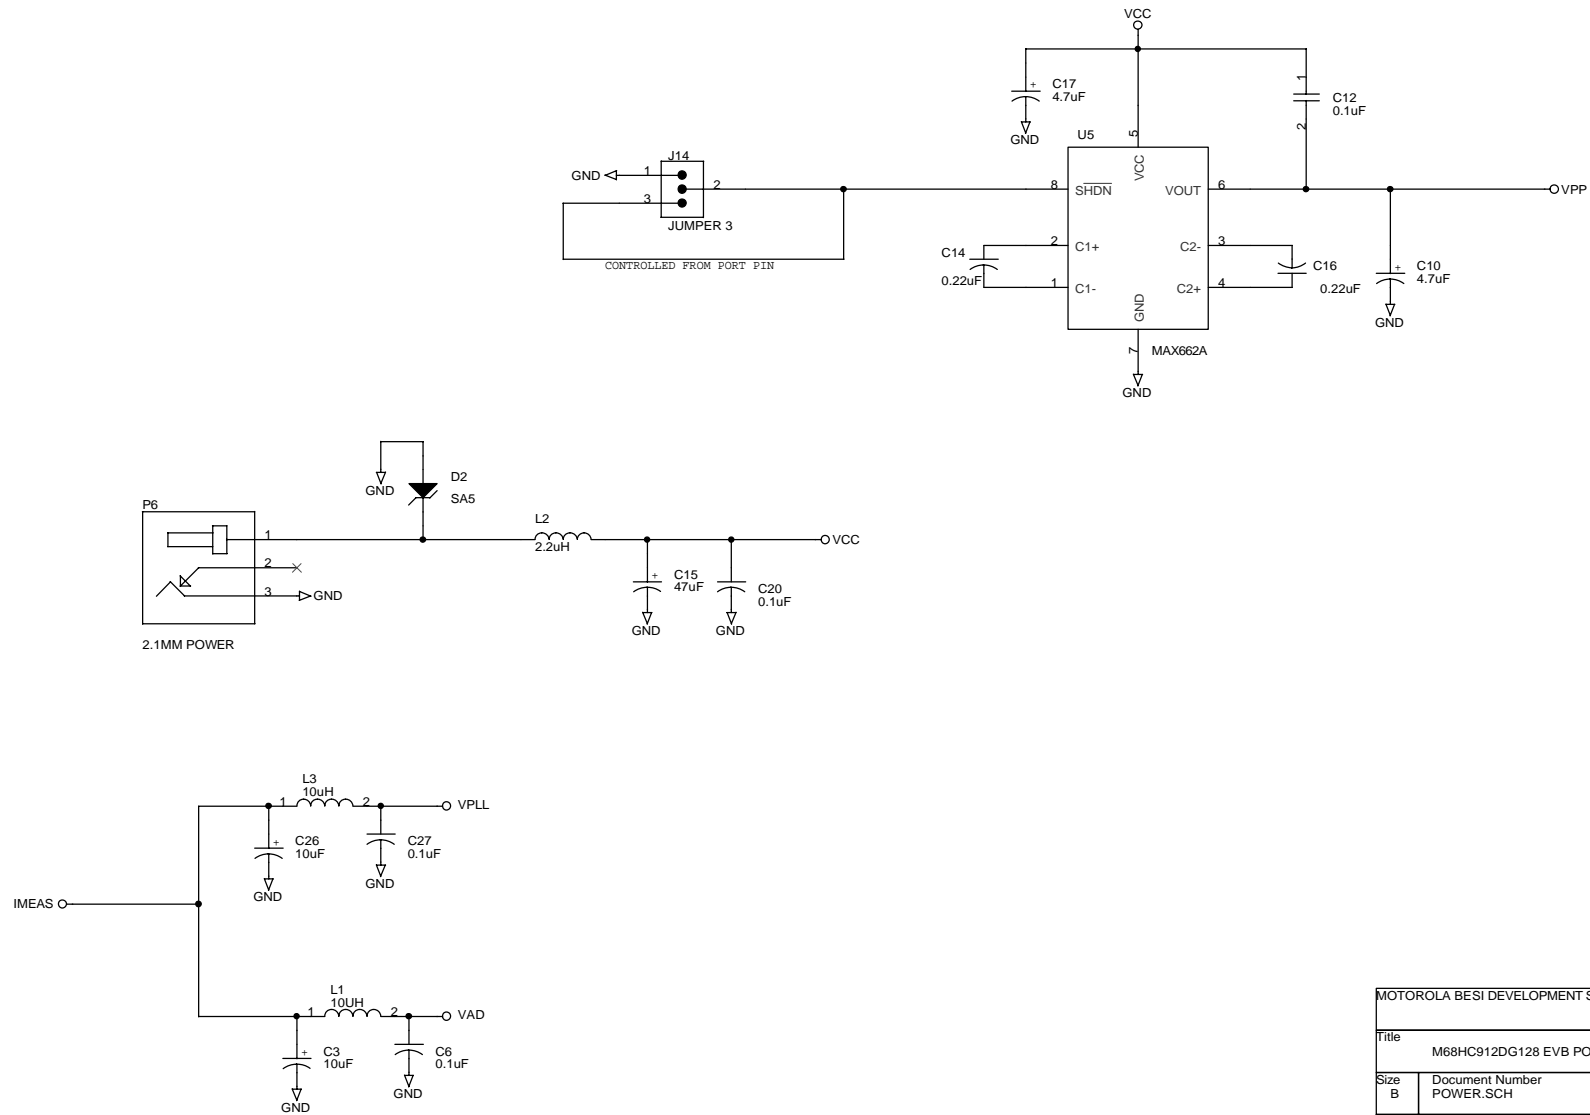 VCC
C17
4.7uF
+
GND
1
C12
0.1uF
2
U5
5
VCC
J14
GND
1
2
3
JUMPER 3
CONTROLLED FROM PORT PIN
8
SHDN
VOUT
6
VPP
C14
0.22uF
2
C1+
1
C1-
C2-
3
C2+
4
C16
0.22uF
+
C10
4.7uF
GND
GND
7
MAX662A
GND
GND
D2
SA5
P6
1
2
3
GND
2.1MM POWER
L2
2.2uH
VCC
+
C15
47uF
GND
C20
0.1uF
GND
L3
10uH
1
2
VPLL
+
C26
10uF
GND
C27
0.1uF
GND
IMEAS
L1
10UH
1
2
VAD
+
C3
10uF
GND
C6
0.1uF
GND
MOTOROLA BESI DEVELOPMENT
Title
M68HC912DG128 EVB
Size
B
Document Number
POWER.SCH